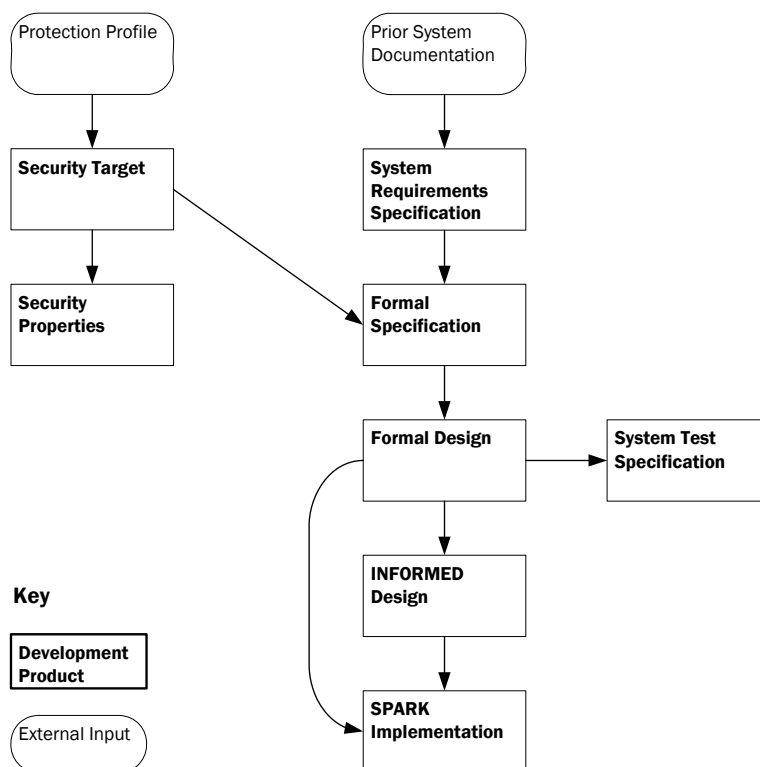 Protection Profile
Prior System
Documentation
Security Target
System
Requirements
Specification
Security
Properties
Formal
Specification
Formal Design
System Test
Specification
INFORMED
Design
Key
Development
Product
SPARK
Implementation
External Input